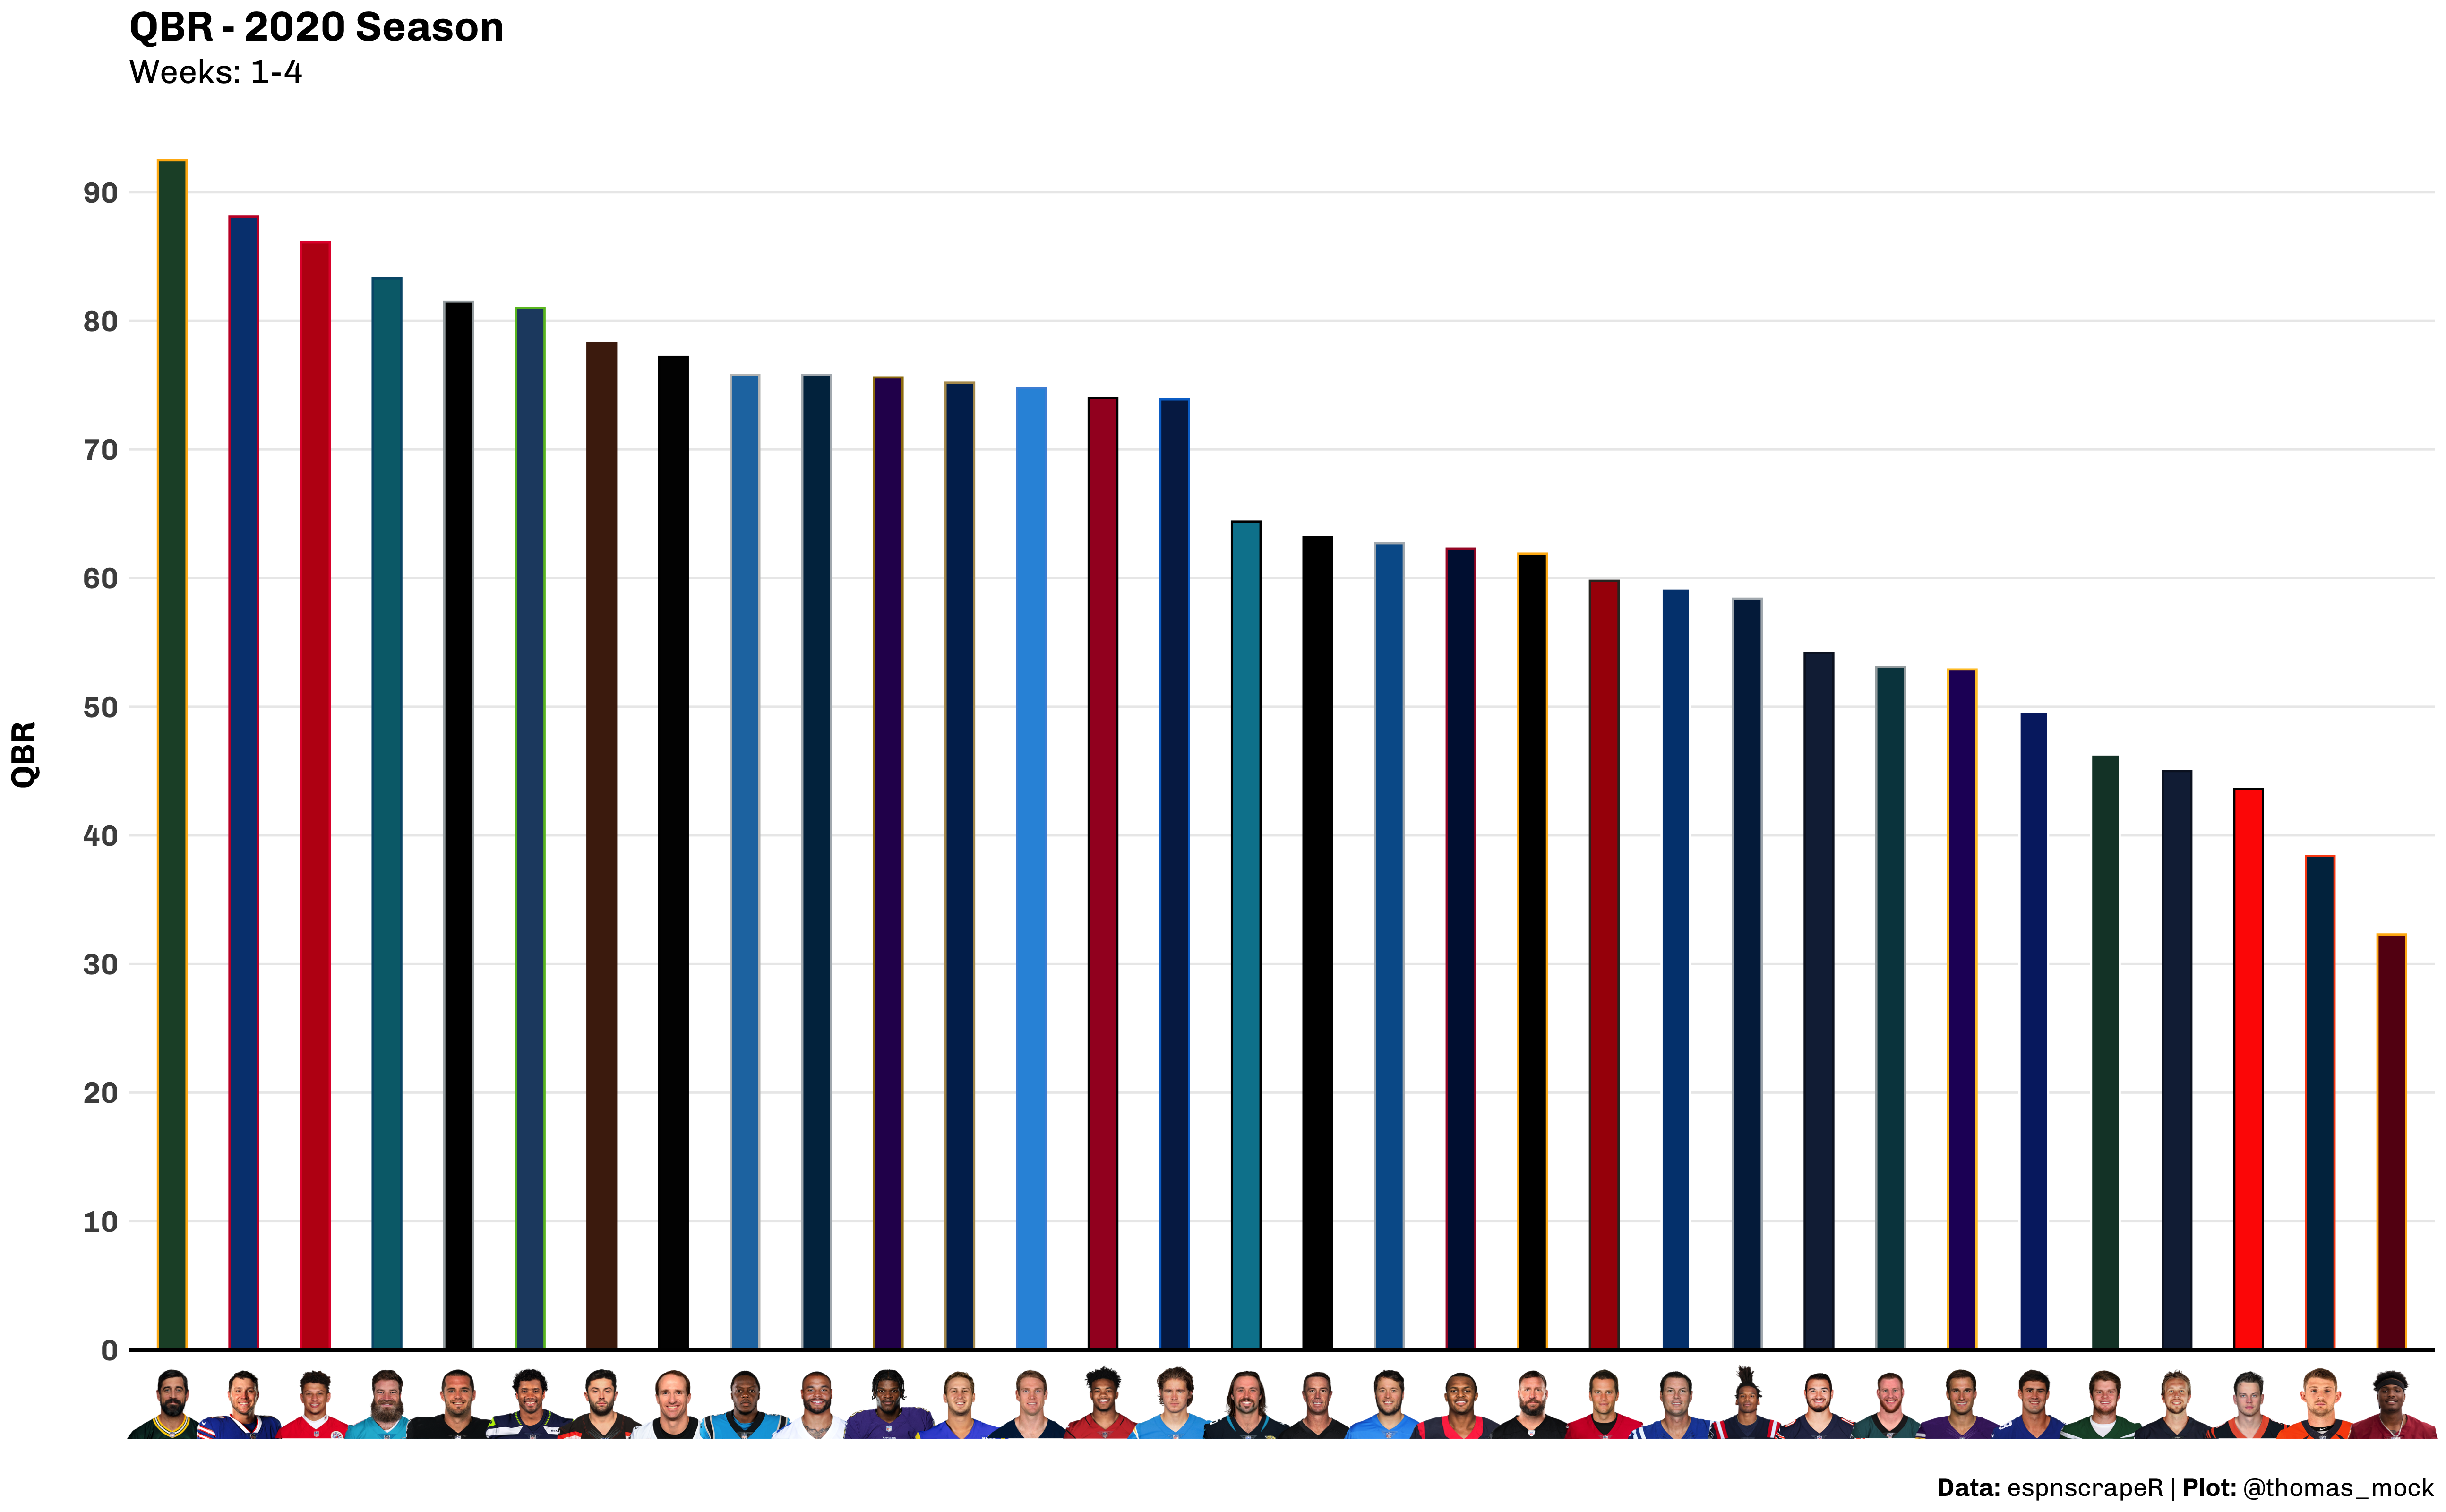 QBR - 2020 Season
Weeks: 1-4
90
80
70
60
50
40
30
20
10
0
QBR
Data: espnscrapeR | Plot: @thomas_mock